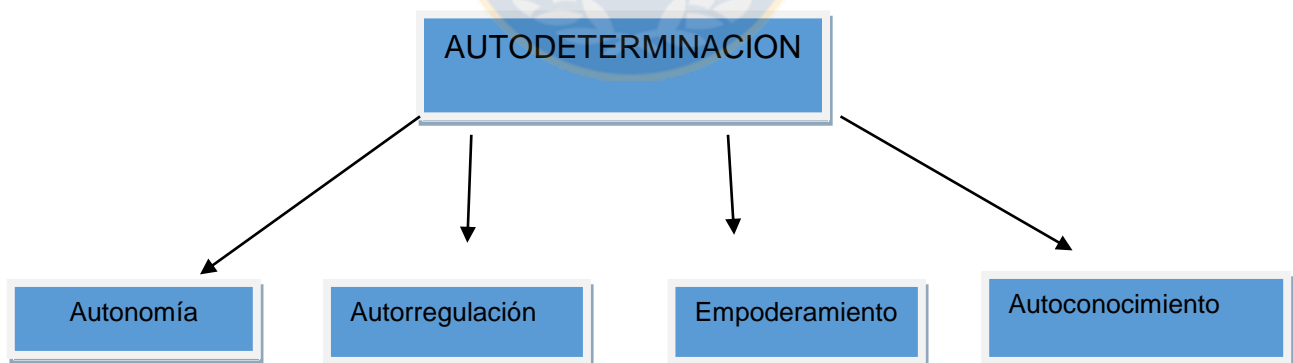 AUTODETERMINACION
Autonomía
Autorregulación
Empoderamiento
Autoconocimiento